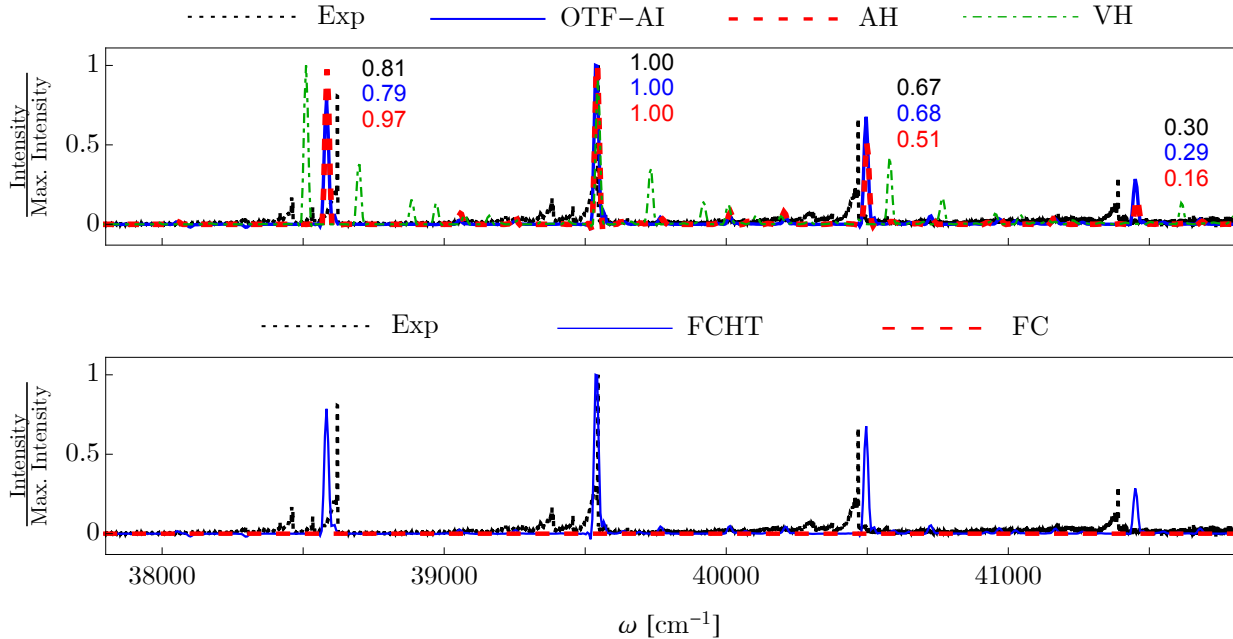 Exp OTF−AI AH VH
Intensity
Max. Intensity
1
0.5
0
0.81
0.79
0.97
1.00
1.00
1.00
0.67
0.68
0.51
0.30
0.29
0.16
Exp FCHT FC
Intensity
Max. Intensity
1
0.5
0
38000 39000 40000 41000
ω [cm⁻¹]